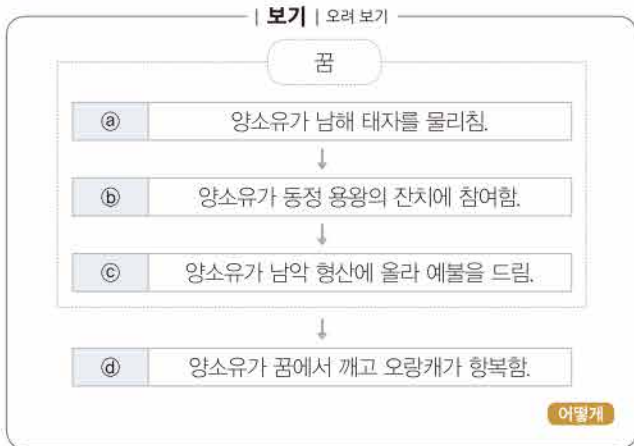 | 보기 | 오려 보기
꿈
ⓐ 양소유가 남해 태자를 물리침.
↓
ⓑ 양소유가 동정 용왕의 잔치에 참여함.
↓
ⓒ 양소유가 남악 형산에 올라 예불을 드림.
↓
ⓓ 양소유가 꿈에서 깨고 오랑캐가 항복함.
어떻게